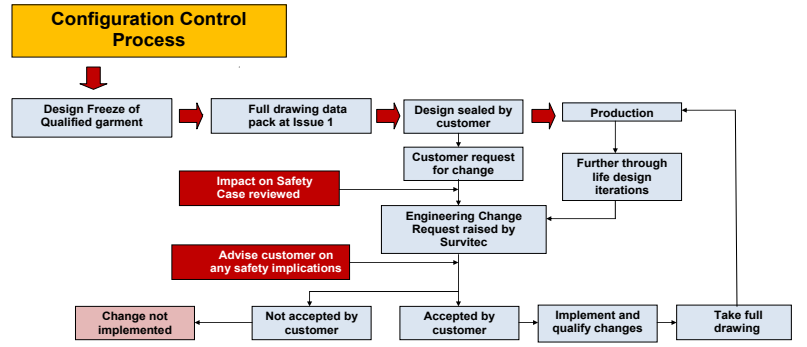 Configuration Control
Process
Design Freeze of
Qualified garment
Full drawing data
pack at Issue 1
Design sealed by
customer
Production
Customer request
for change
Further through
life design
iterations
Impact on Safety
Case reviewed
Engineering Change
Request raised by
Survitec
Advise customer on
any safety implications
Change not
implemented
Not accepted by
customer
Accepted by
customer
Implement and
qualify changes
Take full
drawing